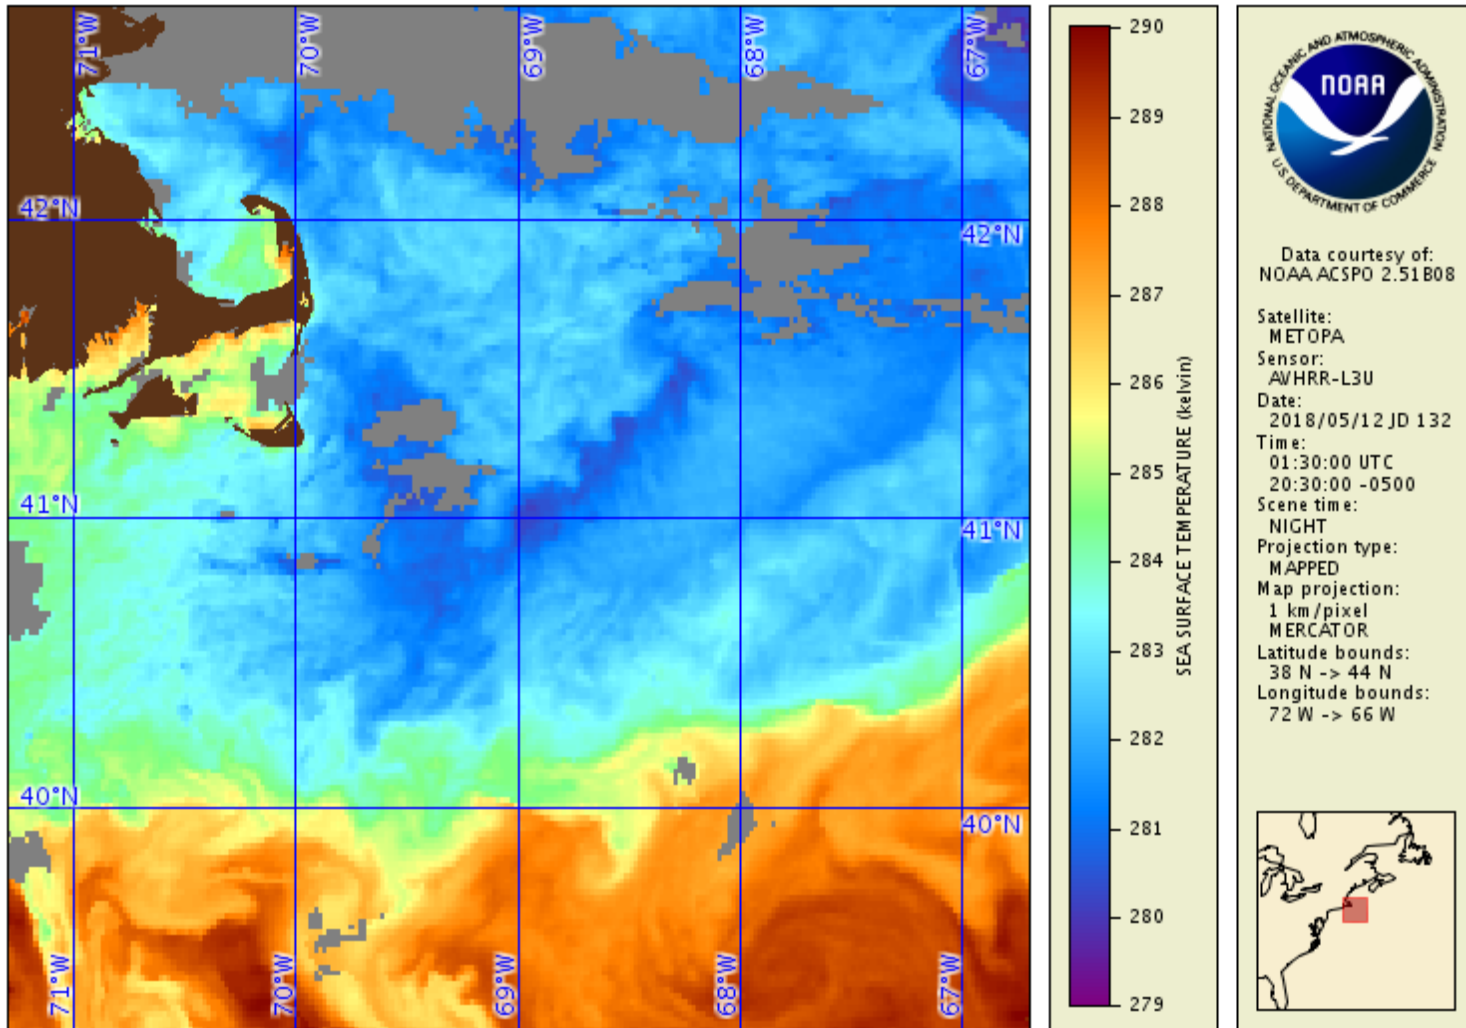 71°W
70°W
69°W
68°W
67°W
42°N
42°N
41°N
41°N
40°N
40°N
71°W
70°W
69°W
68°W
67°W
290
289
288
287
286
285
284
283
282
281
280
279
SEA SURFACE TEMPERATURE (kelvin)
NATIONAL OCEANIC AND ATMOSPHERIC ADMINISTRATION
NOAA
U.S. DEPARTMENT OF COMMERCE
Data courtesy of:
NOAA ACSPO 2.51B08
Satellite:
METOPA
Sensor:
AVHRR-L3U
Date:
2018/05/12 JD 132
Time:
01:30:00 UTC
20:30:00 -0500
Scene time:
NIGHT
Projection type:
MAPPED
Map projection:
1 km/pixel
MERCATOR
Latitude bounds:
38 N -> 44 N
Longitude bounds:
72 W -> 66 W